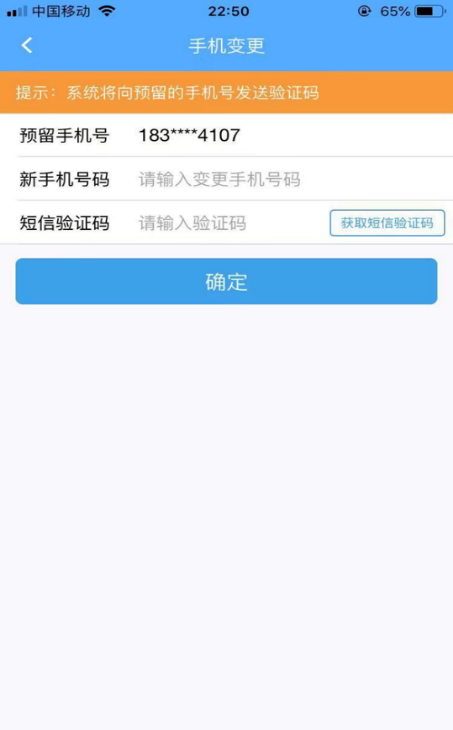 中国移动 22:50 65%
手机变更
提示：系统将向预留的手机号发送验证码
预留手机号 183****4107
新手机号码 请输入变更手机号码
短信验证码 请输入验证码 获取短信验证码
确定